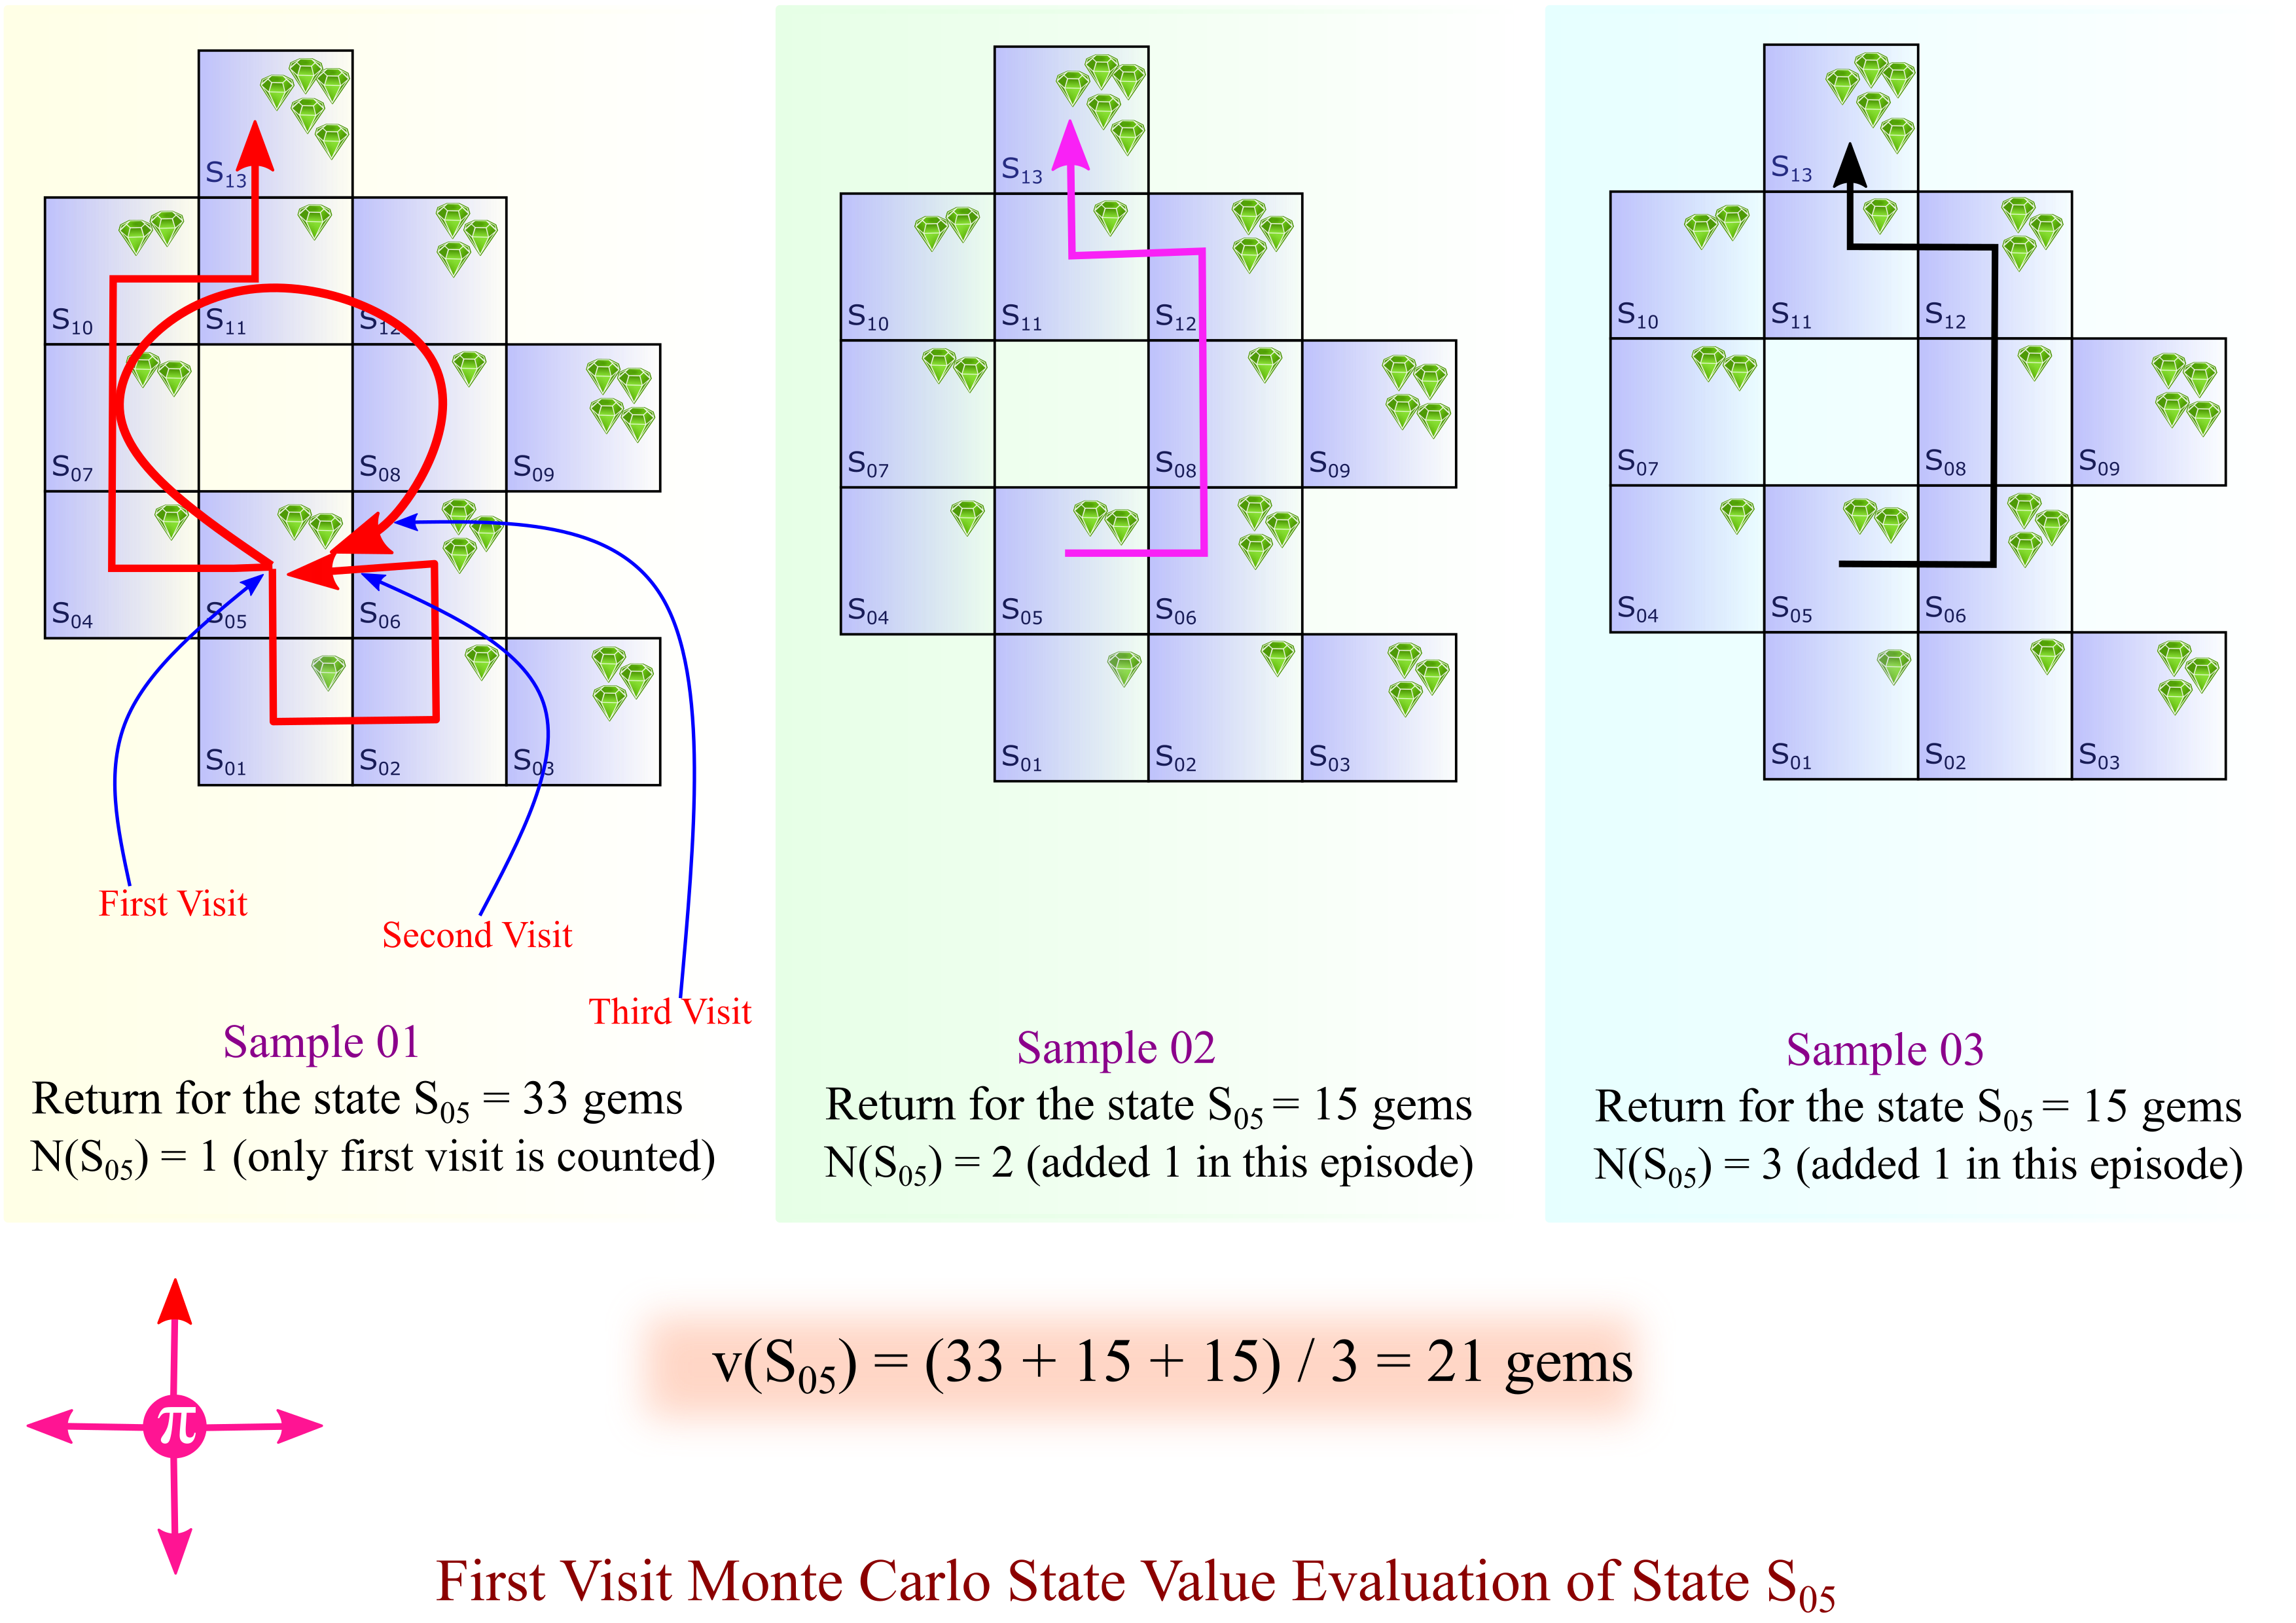 S13
S10
S11
S12
S07
S08
S09
S04
S05
S06
S01
S02
S03
First Visit
Second Visit
Third Visit
Sample 01
Return for the state S05 = 33 gems
N(S05) = 1 (only first visit is counted)
S13
S10
S11
S12
S07
S08
S09
S04
S05
S06
S01
S02
S03
Sample 02
Return for the state S05 = 15 gems
N(S05) = 2 (added 1 in this episode)
S13
S10
S11
S12
S07
S08
S09
S04
S05
S06
S01
S02
S03
Sample 03
Return for the state S05 = 15 gems
N(S05) = 3 (added 1 in this episode)
v(S05) = (33 + 15 + 15) / 3 = 21 gems
π
First Visit Monte Carlo State Value Evaluation of State S05